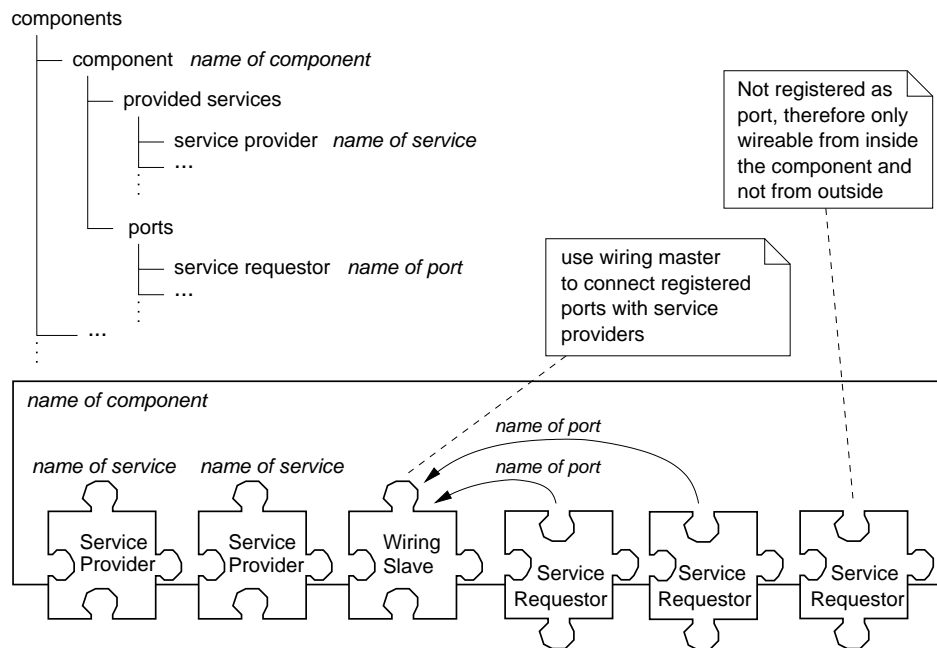 components
component name of component
provided services
service provider name of service
...
ports
service requestor name of port
...
...
Not registered as
port, therefore only
wireable from inside
the component and
not from outside
use wiring master
to connect registered
ports with service
providers
name of component
name of port
name of service name of service name of port
Service
Provider
Service
Provider
Wiring
Slave
Service
Requestor
Service
Requestor
Service
Requestor